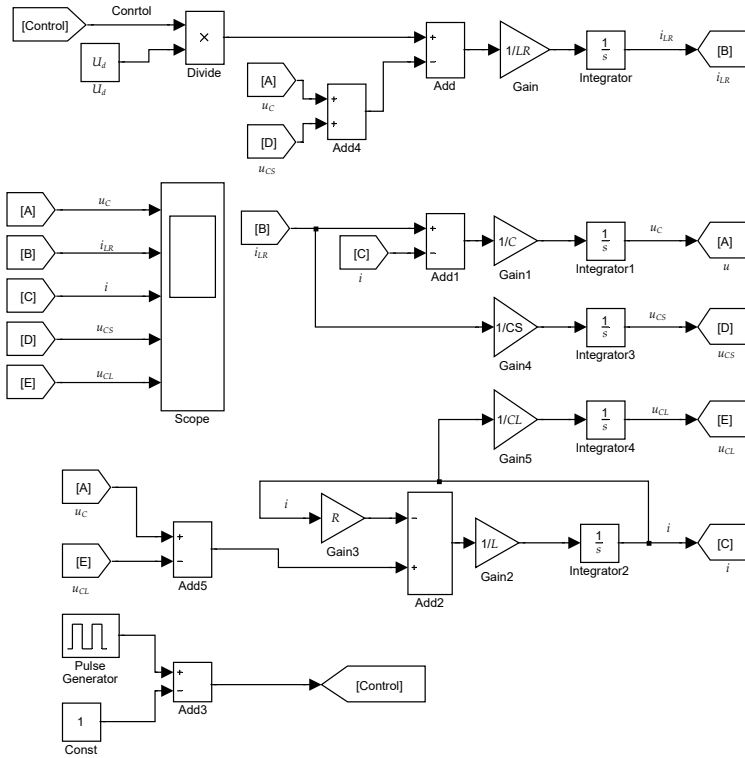 Conrtol
[Control]
×
Divide
U_d
U_d
[A]
u_C
[D]
u_CS
+
+
Add4
+
−
Add
1/LR
Gain
1/s
Integrator
i_LR
[B]
i_LR
[A] u_C
[B] i_LR
[C] i
[D] u_CS
[E] u_CL
Scope
[B]
i_LR
[C]
i
+
−
Add1
1/C
Gain1
1/s
Integrator1
u_C
[A]
u
1/CS
Gain4
1/s
Integrator3
u_CS
[D]
u_CS
1/CL
Gain5
1/s
Integrator4
u_CL
[E]
u_CL
[A]
u_C
[E]
u_CL
+
−
Add5
i
R
Gain3
−
+
Add2
1/L
Gain2
1/s
Integrator2
i
[C]
i
Pulse
Generator
1
Const
+
−
Add3
[Control]